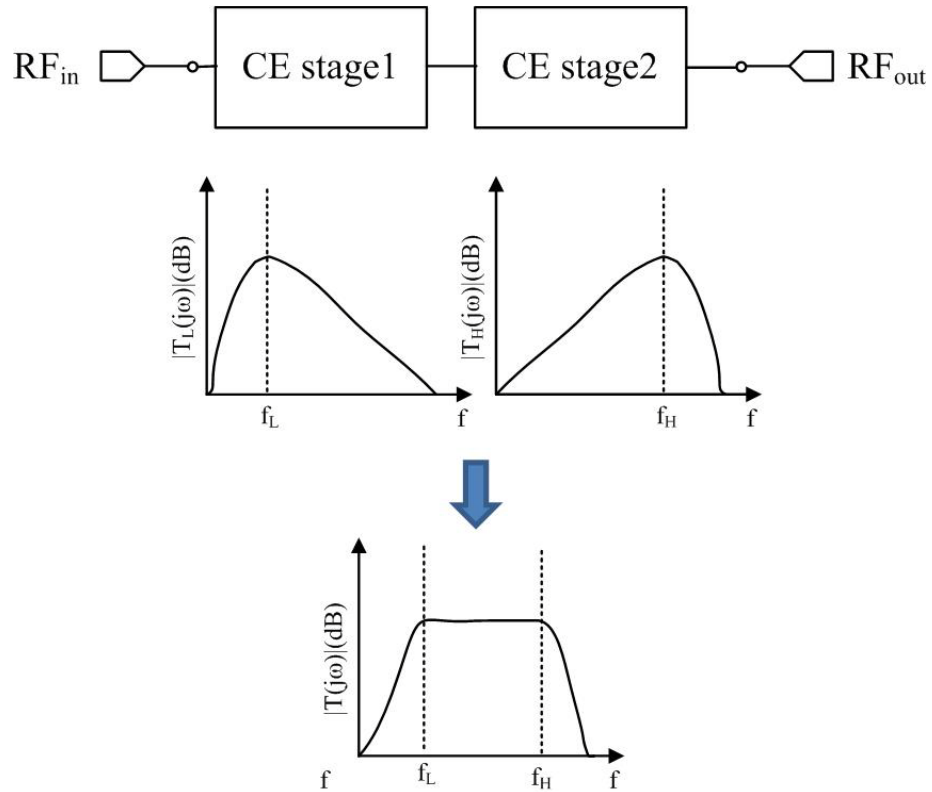 RFin CE stage1 CE stage2 RFout
|TL(jω)|(dB)
fL f
|TH(jω)|(dB)
fH f
|T(jω)|(dB)
f fL fH f